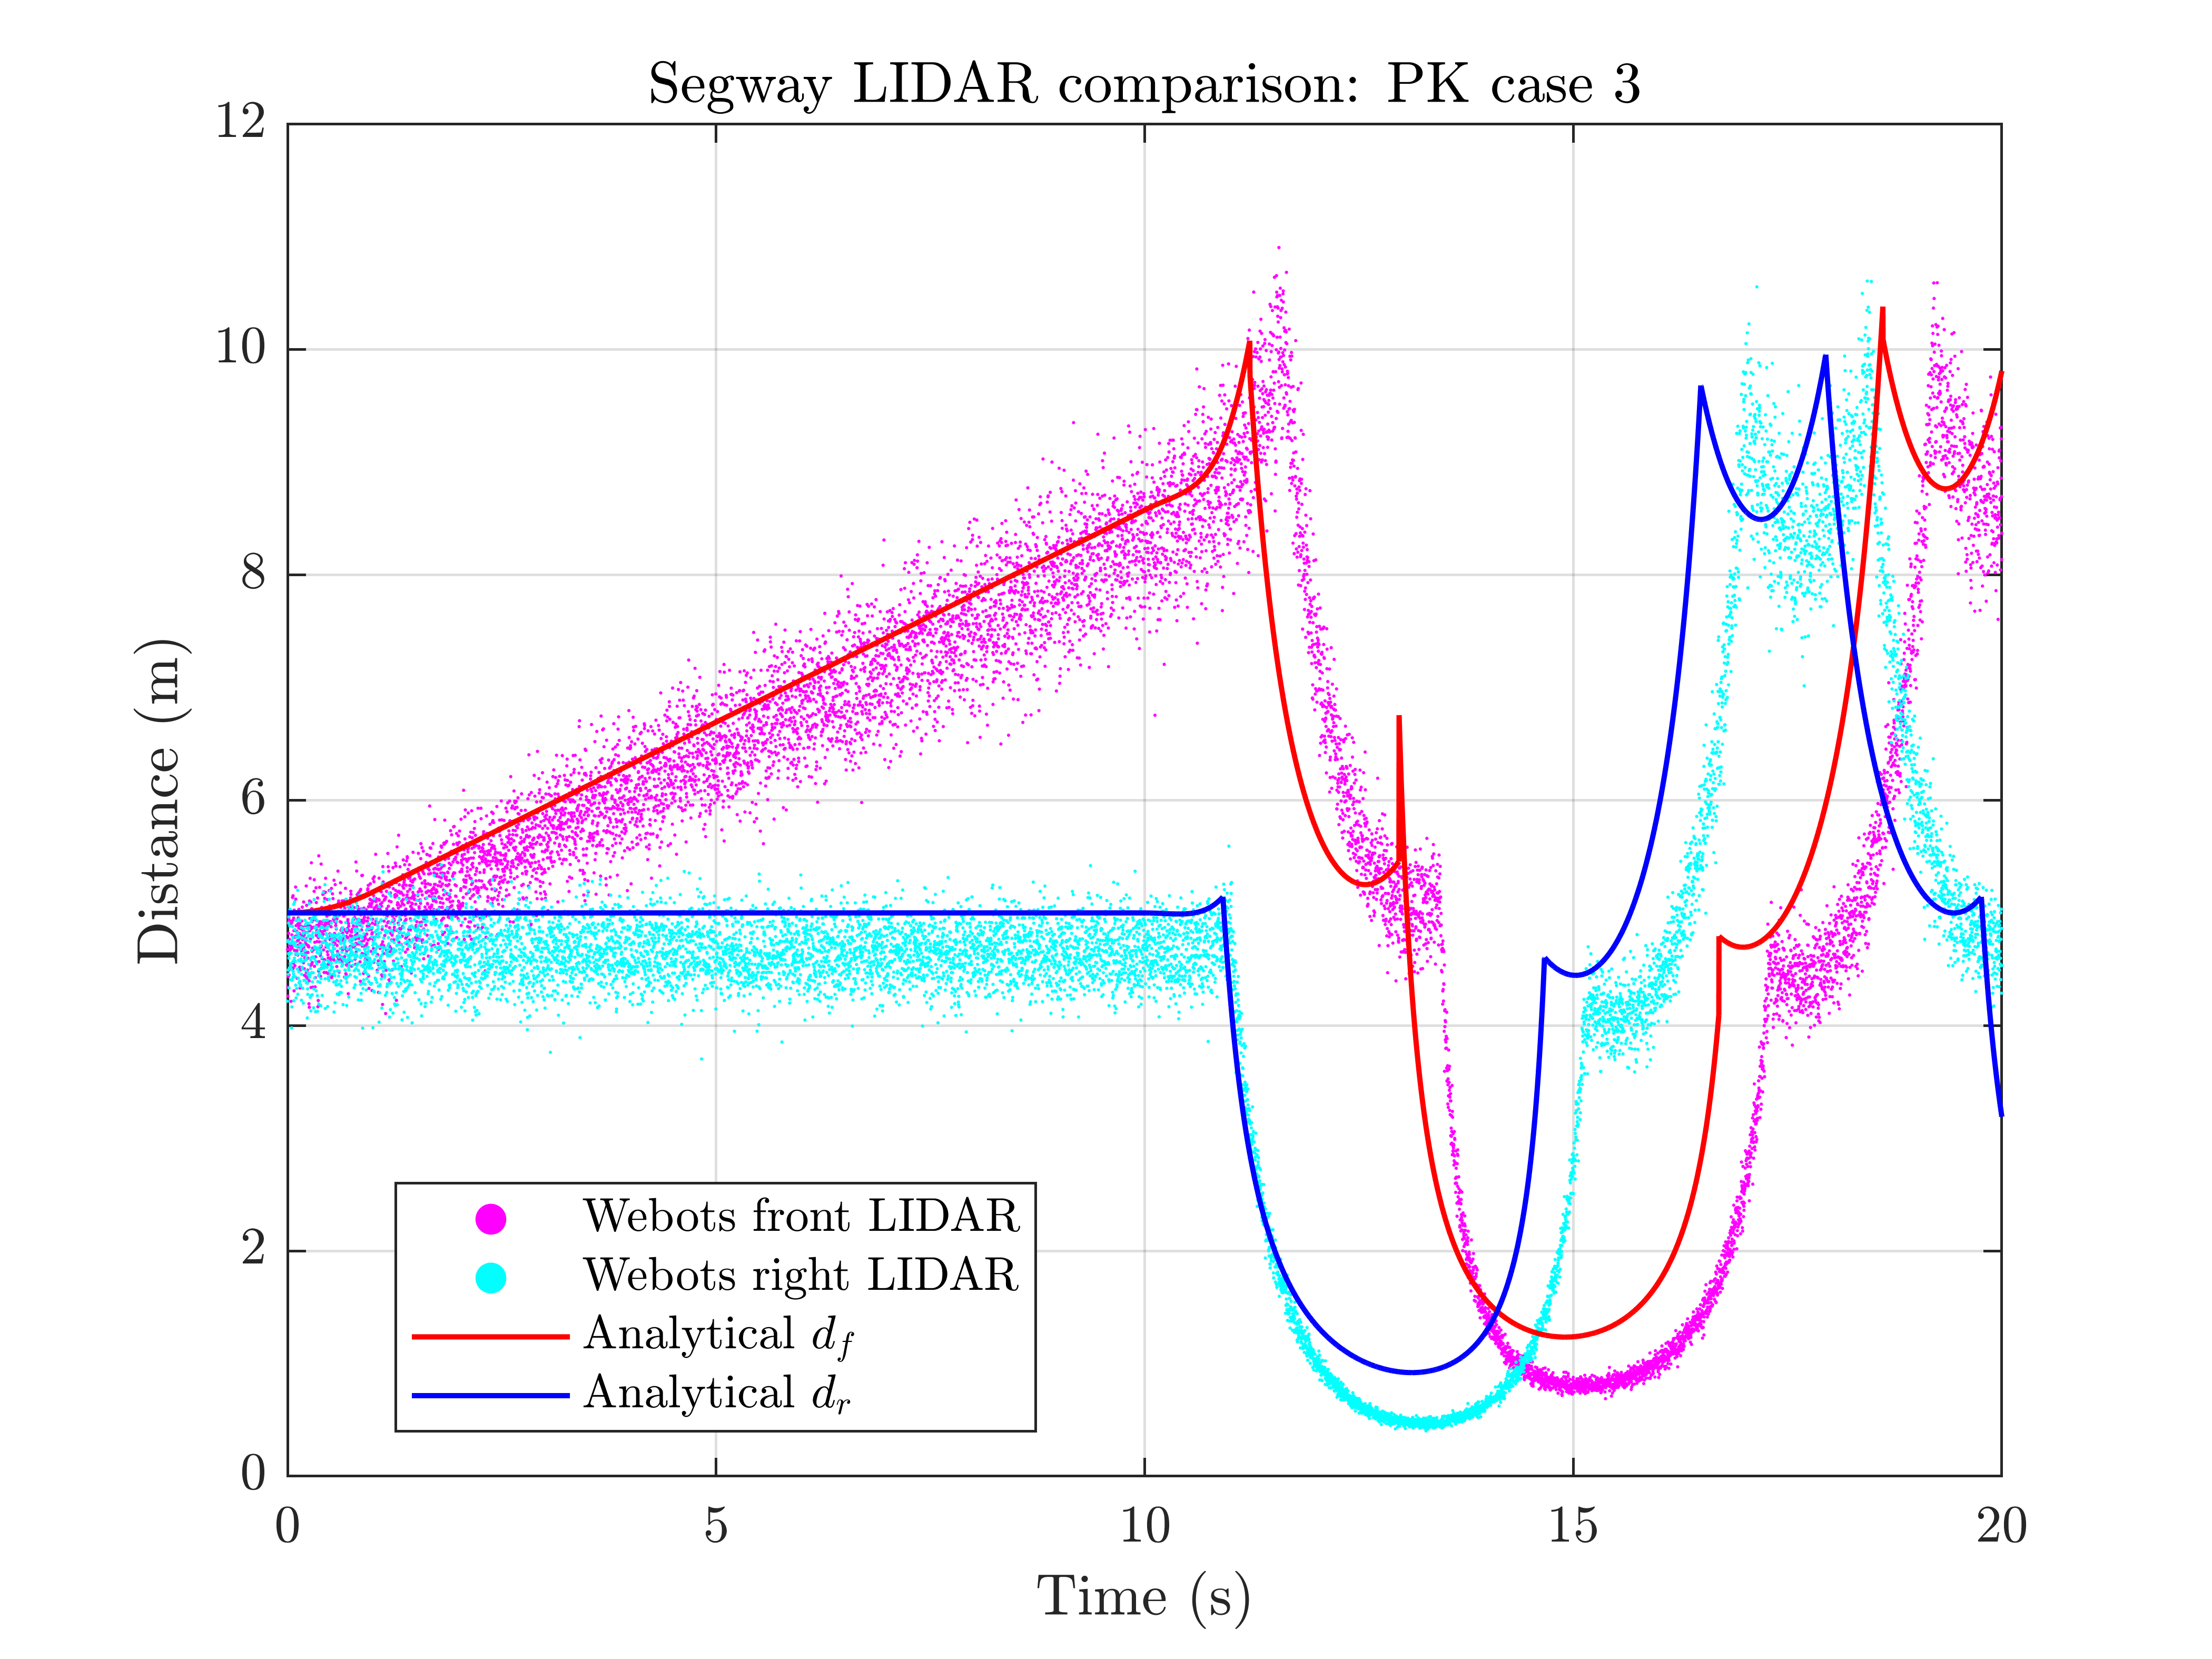 Segway LIDAR comparison: PK case 3
12
10
8
6
4
2
0
Distance (m)
Webots front LIDAR
Webots right LIDAR
Analytical d_f
Analytical d_r
0 5 10 15 20
Time (s)